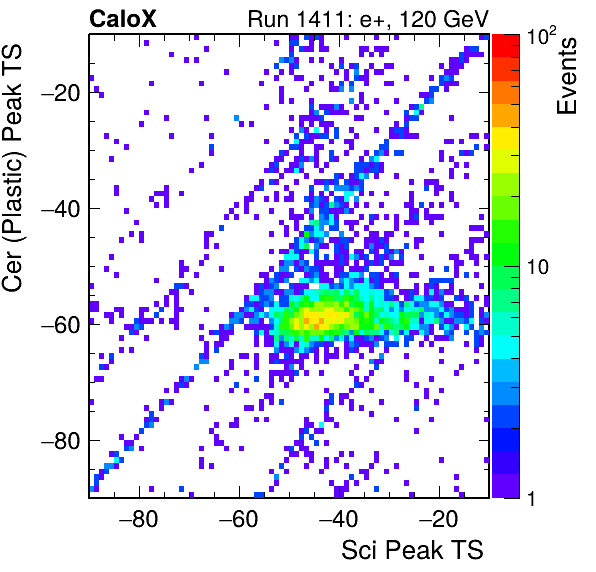 CaloX Run 1411: e+, 120 GeV
Cer (Plastic) Peak TS
−20
−40
−60
−80
−80 −60 −40 −20
Sci Peak TS
10²
10
1
Events